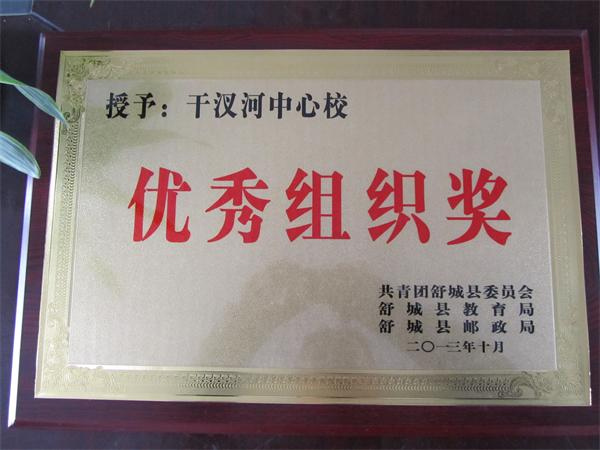 授予：干汊河中心校
优秀组织奖
共青团舒城县委员会
舒城县教育局
舒城县邮政局
二〇一三年十月